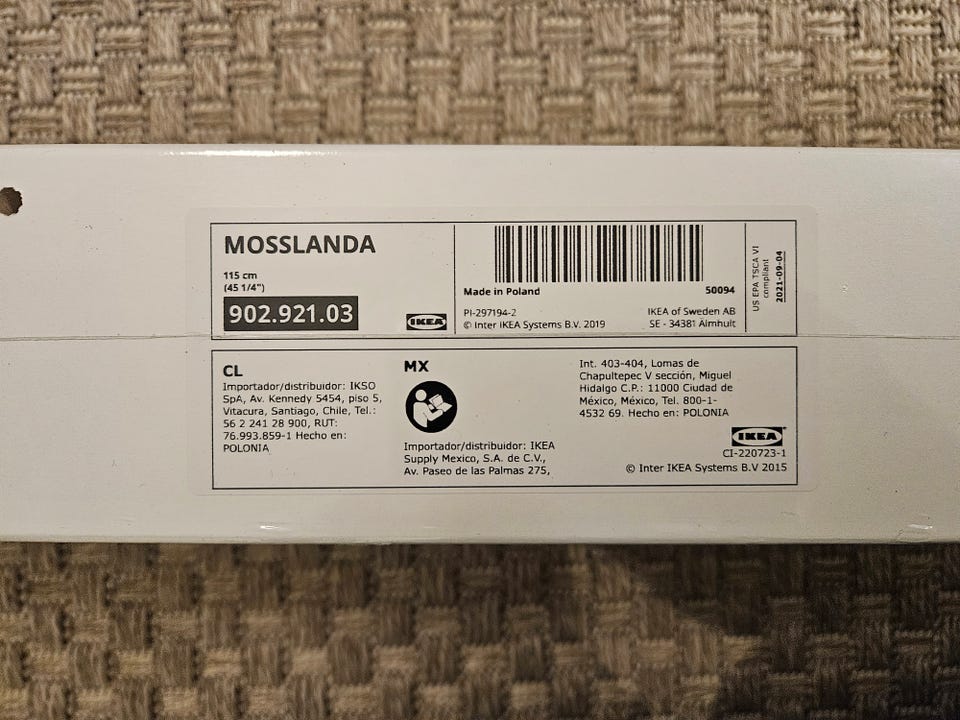 MOSSLANDA
115 cm
(45 1/4")
902.921.03
IKEA
Made in Poland
50094
PI-297194-2
© Inter IKEA Systems B.V. 2019
IKEA of Sweden AB
SE - 34381 Älmhult
US EPA TSCA VI
compliant
2021-09-04
CL
Importador/distribuidor: IKSO
SpA, Av. Kennedy 5454, piso 5,
Vitacura, Santiago, Chile, Tel.:
56 2 241 28 900, RUT:
76.993.859-1 Hecho en:
POLONIA
MX
Importador/distribuidor: IKEA
Supply Mexico, S.A. de C.V.,
Av. Paseo de las Palmas 275,
Int. 403-404, Lomas de
Chapultepec V sección, Miguel
Hidalgo C.P.: 11000 Ciudad de
México, México, Tel. 800-1-
4532 69. Hecho en: POLONIA
IKEA
CI-220723-1
© Inter IKEA Systems B.V 2015